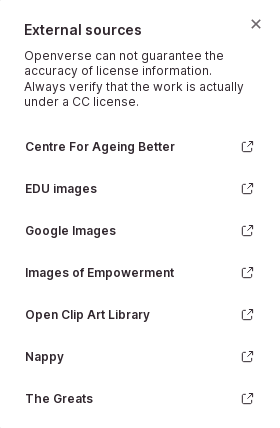 External sources
Openverse can not guarantee the
accuracy of license information.
Always verify that the work is actually
under a CC license.
Centre For Ageing Better
EDU images
Google Images
Images of Empowerment
Open Clip Art Library
Nappy
The Greats